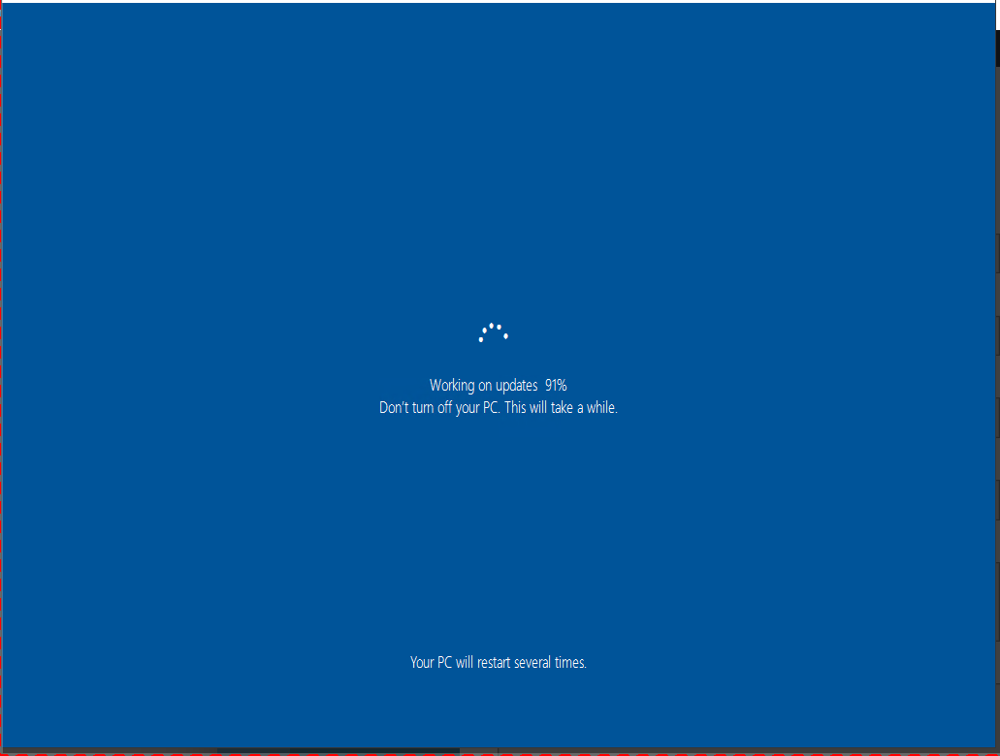 Working on updates  91%
Don't turn off your PC. This will take a while.
Your PC will restart several times.